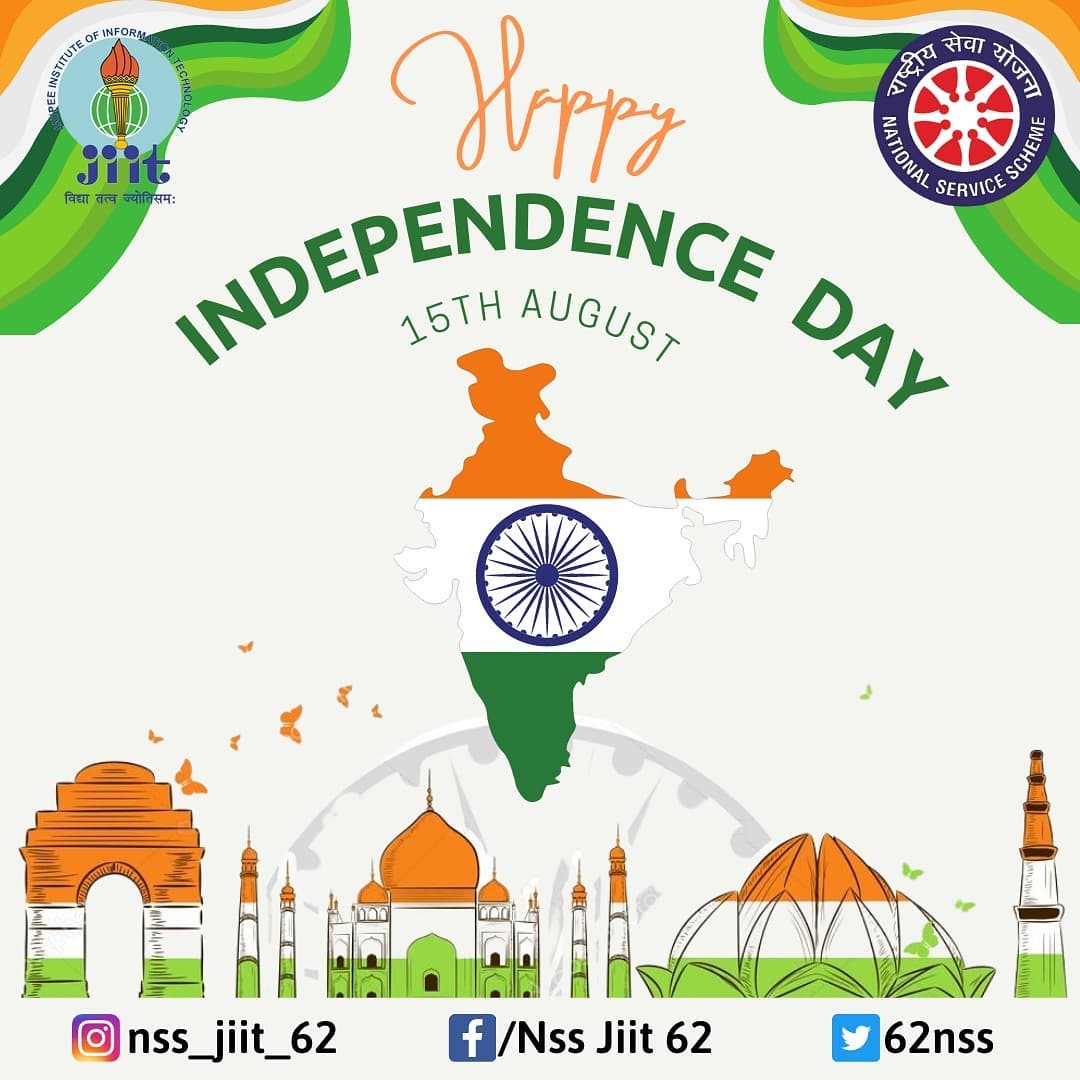 JAYPEE INSTITUTE OF INFORMATION TECHNOLOGY
jiit
विद्या तत्व ज्योतिसमः
राष्ट्रीय सेवा योजना
NATIONAL SERVICE SCHEME
Happy
INDEPENDENCE DAY
15TH AUGUST
nss_jiit_62
/Nss Jiit 62
62nss